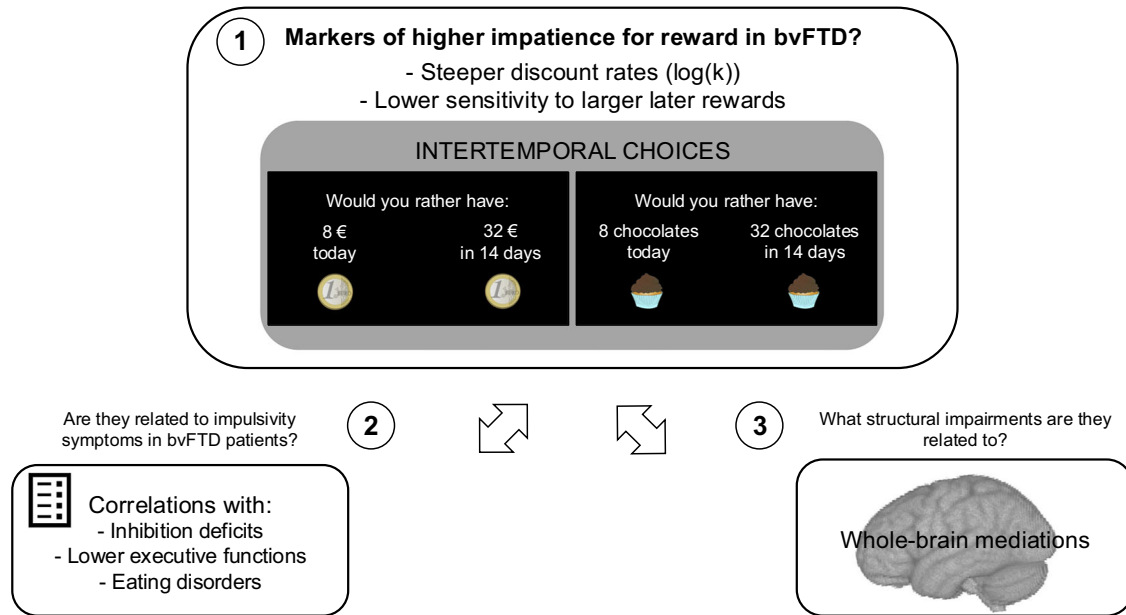 1
Markers of higher impatience for reward in bvFTD?
- Steeper discount rates (log(k))
- Lower sensitivity to larger later rewards
INTERTEMPORAL CHOICES
Would you rather have:
8 €
today
32 €
in 14 days
Would you rather have:
8 chocolates
today
32 chocolates
in 14 days
Are they related to impulsivity
symptoms in bvFTD patients?
2
Correlations with:
- Inhibition deficits
- Lower executive functions
- Eating disorders
3
What structural impairments are they
related to?
Whole-brain mediations